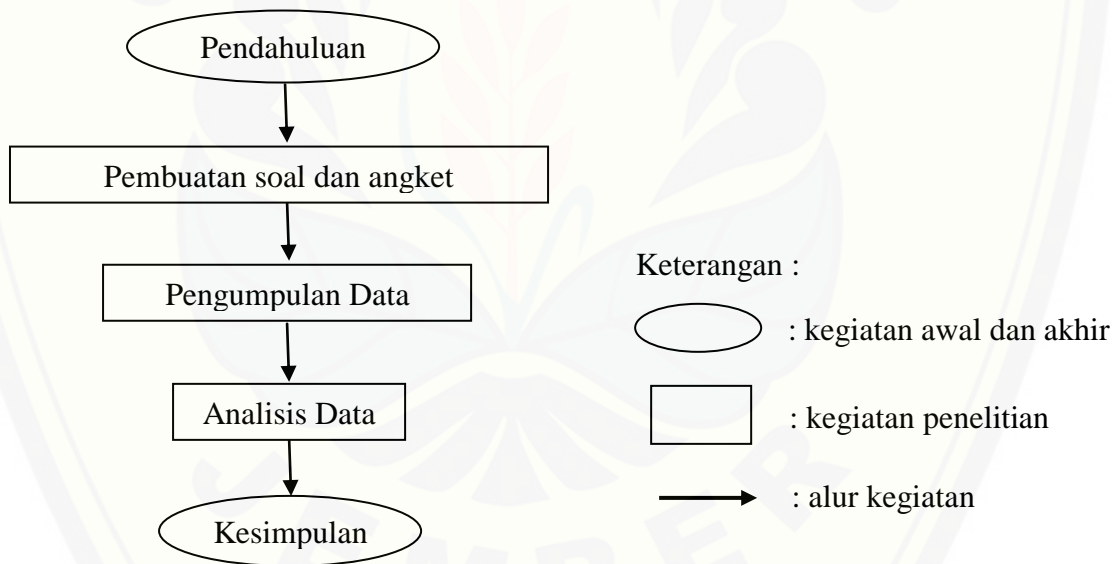 Pendahuluan
Pembuatan soal dan angket
Pengumpulan Data
Analisis Data
Kesimpulan
Keterangan :
: kegiatan awal dan akhir
: kegiatan penelitian
: alur kegiatan
JEMBER